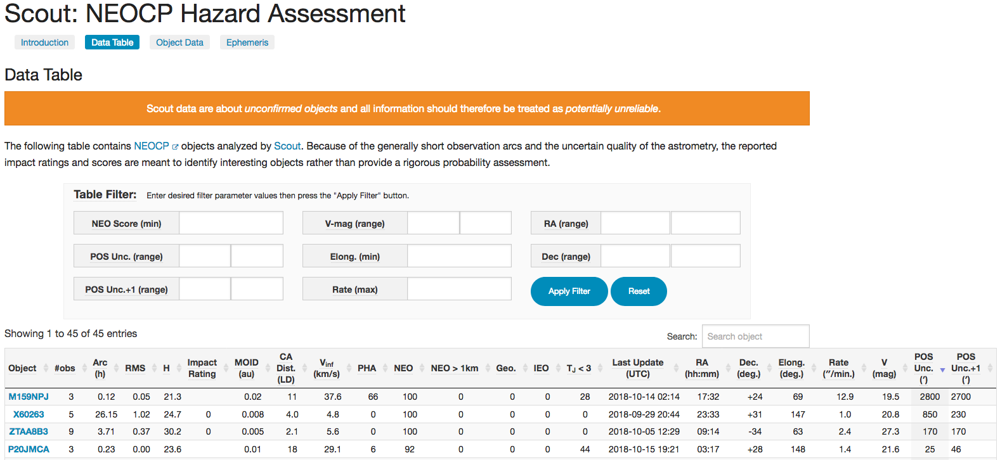 Scout: NEOCP Hazard Assessment
Introduction Data Table Object Data Ephemeris
Data Table
Scout data are about unconfirmed objects and all information should therefore be treated as potentially unreliable.
The following table contains NEOCP objects analyzed by Scout. Because of the generally short observation arcs and the uncertain quality of the astrometry, the reported
impact ratings and scores are meant to identify interesting objects rather than provide a rigorous probability assessment.
Table Filter: Enter desired filter parameter values then press the "Apply Filter" button.
NEO Score (min) V-mag (range) RA (range)
POS Unc. (range) Elong. (min) Dec (range)
POS Unc.+1 (range) Rate (max) Apply Filter Reset
Showing 1 to 45 of 45 entries Search: Search object
Object #obs Arc (h) RMS H Impact Rating MOID (au) CA Dist. (LD) Vinf (km/s) PHA NEO NEO > 1km Geo. IEO TJ < 3 Last Update (UTC) RA (hh:mm) Dec. (deg.) Elong. (deg.) Rate (″/min.) V (mag) POS Unc. (′) POS Unc.+1 (′)
M159NPJ 3 0.12 0.05 21.3 0.02 11 37.6 66 100 0 0 0 28 2018-10-14 02:14 17:32 +24 69 12.9 19.5 2800 2700
X60263 5 26.15 1.02 24.7 0 0.008 4.0 4.8 0 100 0 0 0 0 2018-09-29 20:44 23:33 +31 147 1.0 20.8 850 230
ZTAA8B3 9 3.71 0.37 30.2 0 0.005 2.1 5.6 0 100 0 0 0 0 2018-10-05 12:29 09:14 -34 63 2.4 27.3 170 170
P20JMCA 3 0.23 0.00 23.6 0.01 18 29.1 6 92 0 0 0 44 2018-10-15 19:21 03:17 +28 148 1.4 21.6 25 46